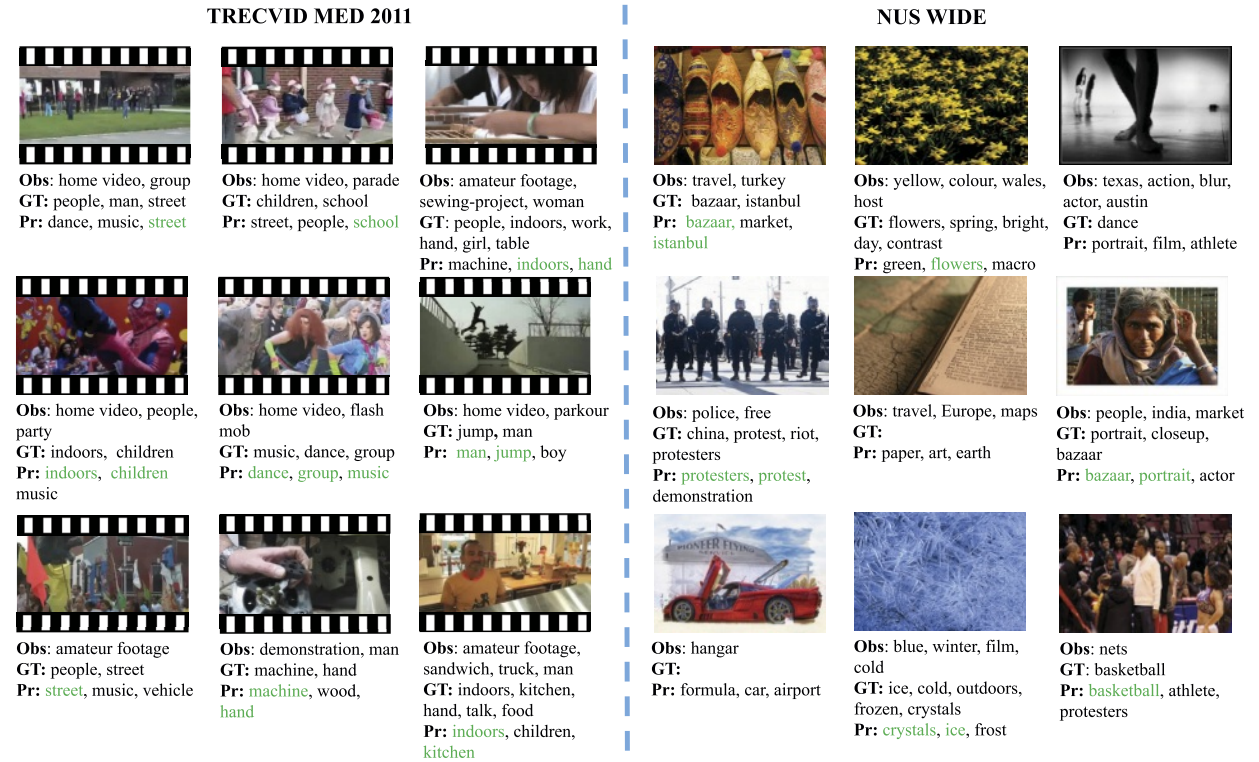 TRECVID MED 2011
Obs: home video, group
GT: people, man, street
Pr: dance, music, street
Obs: home video, parade
GT: children, school
Pr: street, people, school
Obs: amateur footage,
sewing-project, woman
GT: people, indoors, work,
hand, girl, table
Pr: machine, indoors, hand
Obs: home video, people,
party
GT: indoors, children
Pr: indoors, children
music
Obs: home video, flash
mob
GT: music, dance, group
Pr: dance, group, music
Obs: home video, parkour
GT: jump, man
Pr: man, jump, boy
Obs: amateur footage
GT: people, street
Pr: street, music, vehicle
Obs: demonstration, man
GT: machine, hand
Pr: machine, wood,
hand
Obs: amateur footage,
sandwich, truck, man
GT: indoors, kitchen,
hand, talk, food
Pr: indoors, children,
kitchen
NUS WIDE
Obs: travel, turkey
GT: bazaar, istanbul
Pr: bazaar, market,
istanbul
Obs: yellow, colour, wales,
host
GT: flowers, spring, bright,
day, contrast
Pr: green, flowers, macro
Obs: texas, action, blur,
actor, austin
GT: dance
Pr: portrait, film, athlete
Obs: police, free
GT: china, protest, riot,
protesters
Pr: protesters, protest,
demonstration
Obs: travel, Europe, maps
GT:
Pr: paper, art, earth
Obs: people, india, market
GT: portrait, closeup,
bazaar
Pr: bazaar, portrait, actor
PIONEER FLYING
Obs: hangar
GT:
Pr: formula, car, airport
Obs: blue, winter, film,
cold
GT: ice, cold, outdoors,
frozen, crystals
Pr: crystals, ice, frost
Obs: nets
GT: basketball
Pr: basketball, athlete,
protesters